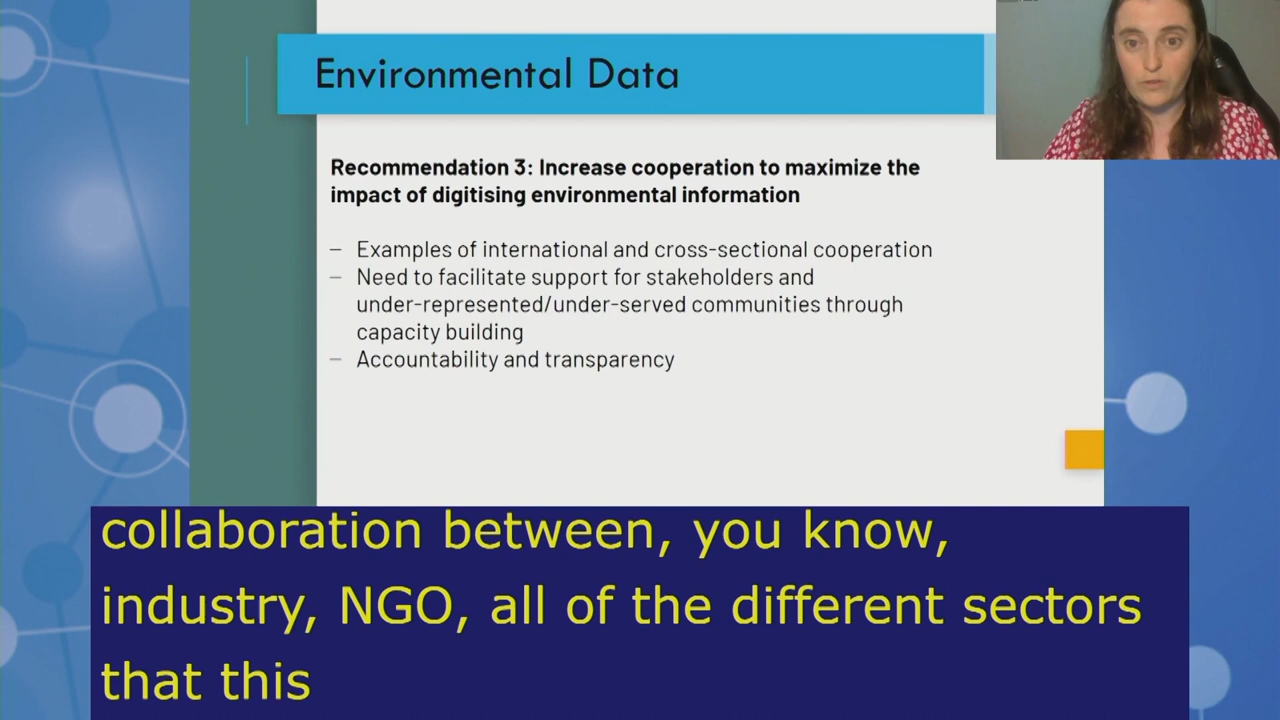 Environmental Data
Recommendation 3: Increase cooperation to maximize the
impact of digitising environmental information
– Examples of international and cross-sectional cooperation
– Need to facilitate support for stakeholders and
under-represented/under-served communities through
capacity building
– Accountability and transparency
collaboration between, you know,
industry, NGO, all of the different sectors
that this